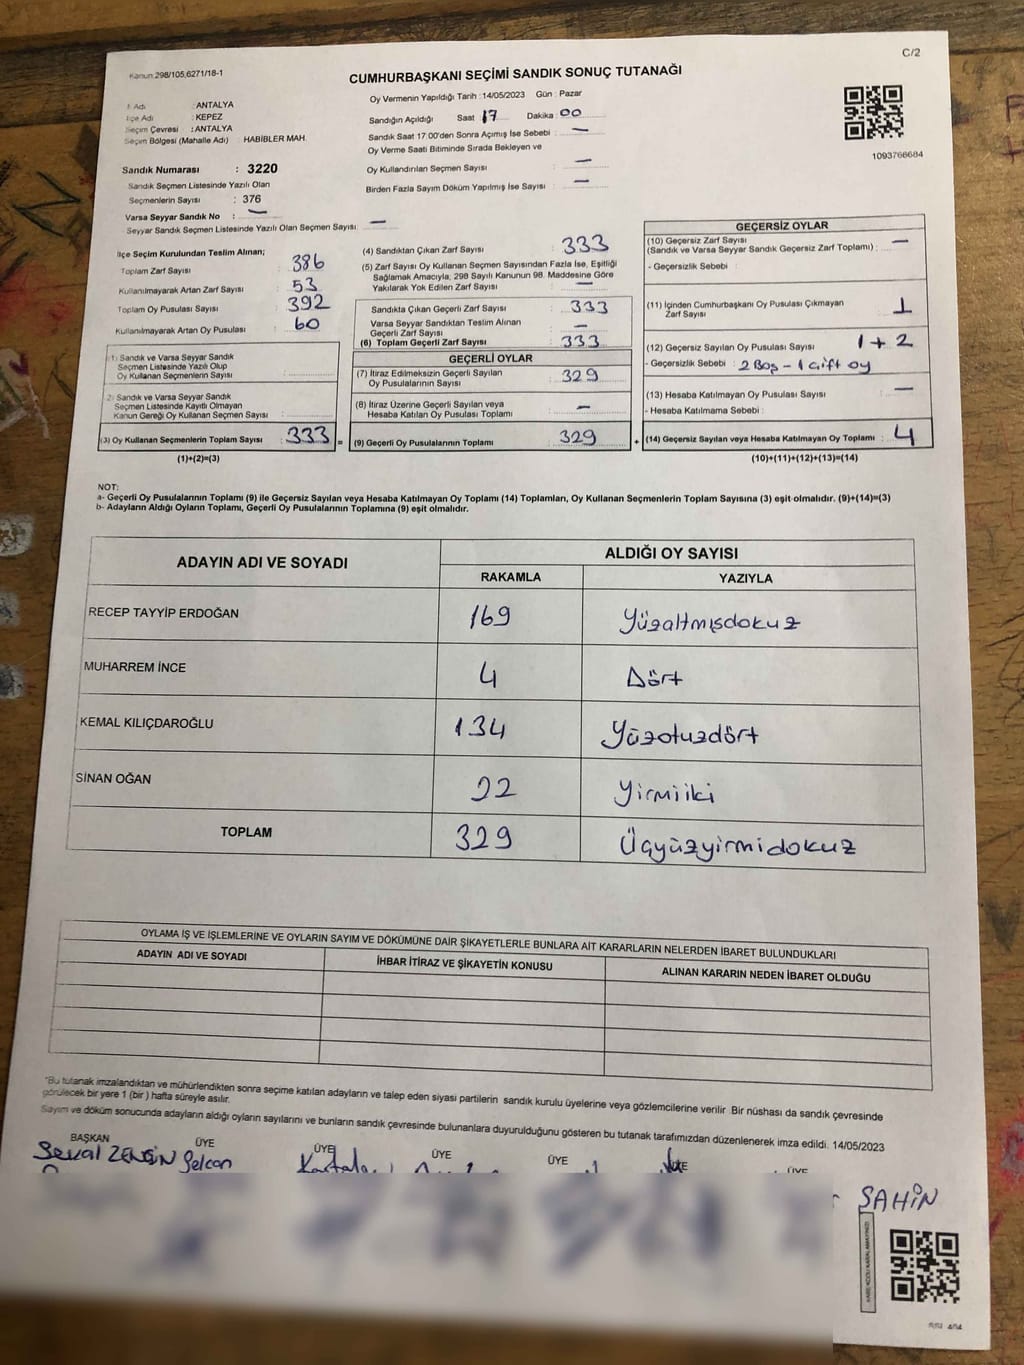 C/2
Kanun:298/105,6271/18-1
CUMHURBAŞKANI SEÇİMİ SANDIK SONUÇ TUTANAĞI
İl Adı : ANTALYA
İlçe Adı : KEPEZ
Seçim Çevresi : ANTALYA
Seçim Bölgesi (Mahalle Adı) HABİBLER MAH.
Sandık Numarası : 3220
Sandık Seçmen Listesinde Yazılı Olan
Seçmenlerin Sayısı : 376
Varsa Seyyar Sandık No : —
Seyyar Sandık Seçmen Listesinde Yazılı Olan Seçmen Sayısı: —
Oy Vermenin Yapıldığı Tarih :14/05/2023 Gün : Pazar
Sandığın Açıldığı Saat 17 Dakika : 00
Sandık Saat 17:00'den Sonra Açımış İse Sebebi : —
Oy Verme Saati Bitiminde Sırada Bekleyen ve
Oy Kullandırılan Seçmen Sayısı : —
Birden Fazla Sayım Döküm Yapılmış İse Sayısı : —
1093766684
İlçe Seçim Kurulundan Teslim Alınan;
Toplam Zarf Sayısı : 386
Kullanılmayarak Artan Zarf Sayısı : 53
Toplam Oy Pusulası Sayısı : 392
Kullanılmayarak Artan Oy Pusulası : 60
(1) Sandık ve Varsa Seyyar Sandık
Seçmen Listesinde Yazılı Olup
Oy Kullanan Seçmenlerin Sayısı :
(2) Sandık ve Varsa Seyyar Sandık
Seçmen Listesinde Kayıtlı Olmayan
Kanun Gereği Oy Kullanan Seçmen Sayısı :
(3) Oy Kullanan Seçmenlerin Toplam Sayısı : 333 =
(1)+(2)=(3)
(4) Sandıktan Çıkan Zarf Sayısı : 333
(5) Zarf Sayısı Oy Kullanan Seçmen Sayısından Fazla İse, Eşitliği
Sağlamak Amacıyla, 298 Sayılı Kanunun 98. Maddesine Göre
Yakılarak Yok Edilen Zarf Sayısı : —
Sandıkta Çıkan Geçerli Zarf Sayısı : 333
Varsa Seyyar Sandıktan Teslim Alınan
Geçerli Zarf Sayısı : —
(6) Toplam Geçerli Zarf Sayısı : 333
GEÇERLİ OYLAR
(7) İtiraz Edilmeksizin Geçerli Sayılan
Oy Pusulalarının Sayısı : 329
(8) İtiraz Üzerine Geçerli Sayılan veya
Hesaba Katılan Oy Pusulası Toplamı : —
(9) Geçerli Oy Pusulalarının Toplamı : 329 +
GEÇERSİZ OYLAR
(10) Geçersiz Zarf Sayısı
(Sandık ve Varsa Seyyar Sandık Geçersiz Zarf Toplamı) : —
- Geçersizlik Sebebi :
(11) İçinden Cumhurbaşkanı Oy Pusulası Çıkmayan
Zarf Sayısı : 1
(12) Geçersiz Sayılan Oy Pusulası Sayısı : 1 + 2
- Geçersizlik Sebebi : 2 Boş - 1 çift oy
(13) Hesaba Katılmayan Oy Pusulası Sayısı : —
- Hesaba Katılmama Sebebi :
(14) Geçersiz Sayılan veya Hesaba Katılmayan Oy Toplamı : 4
(10)+(11)+(12)+(13)=(14)
NOT:
a- Geçerli Oy Pusulalarının Toplamı (9) ile Geçersiz Sayılan veya Hesaba Katılmayan Oy Toplamı (14) Toplamları, Oy Kullanan Seçmenlerin Toplam Sayısına (3) eşit olmalıdır. (9)+(14)=(3)
b- Adayların Aldığı Oyların Toplamı, Geçerli Oy Pusulalarının Toplamına (9) eşit olmalıdır.
ADAYIN ADI VE SOYADI ALDIĞI OY SAYISI
RAKAMLA YAZIYLA
RECEP TAYYİP ERDOĞAN 169 Yüzaltmışdokuz
MUHARREM İNCE 4 Dört
KEMAL KILIÇDAROĞLU 134 Yüzotuzdört
SİNAN OĞAN 22 Yirmiiki
TOPLAM 329 Üçyüzyirmidokuz
OYLAMA İŞ VE İŞLEMLERİNE VE OYLARIN SAYIM VE DÖKÜMÜNE DAİR ŞİKAYETLERLE BUNLARA AİT KARARLARIN NELERDEN İBARET BULUNDUKLARI
ADAYIN ADI VE SOYADI İHBAR İTİRAZ VE ŞİKAYETİN KONUSU ALINAN KARARIN NEDEN İBARET OLDUĞU
*Bu tutanak imzalandıktan ve mühürlendikten sonra seçime katılan adayların ve talep eden siyasi partilerin sandık kurulu üyelerine veya gözlemcilerine verilir. Bir nüshası da sandık çevresinde
görülecek bir yere 1 (bir) hafta süreyle asılır.
Sayım ve döküm sonucunda adayların aldığı oyların sayılarını ve bunların sandık çevresinde bulunanlara duyurulduğunu gösteren bu tutanak tarafımızdan düzenlenerek imza edildi. 14/05/2023
BAŞKAN ÜYE ÜYE ÜYE ÜYE ÜYE ÜYE
ŞAHİN